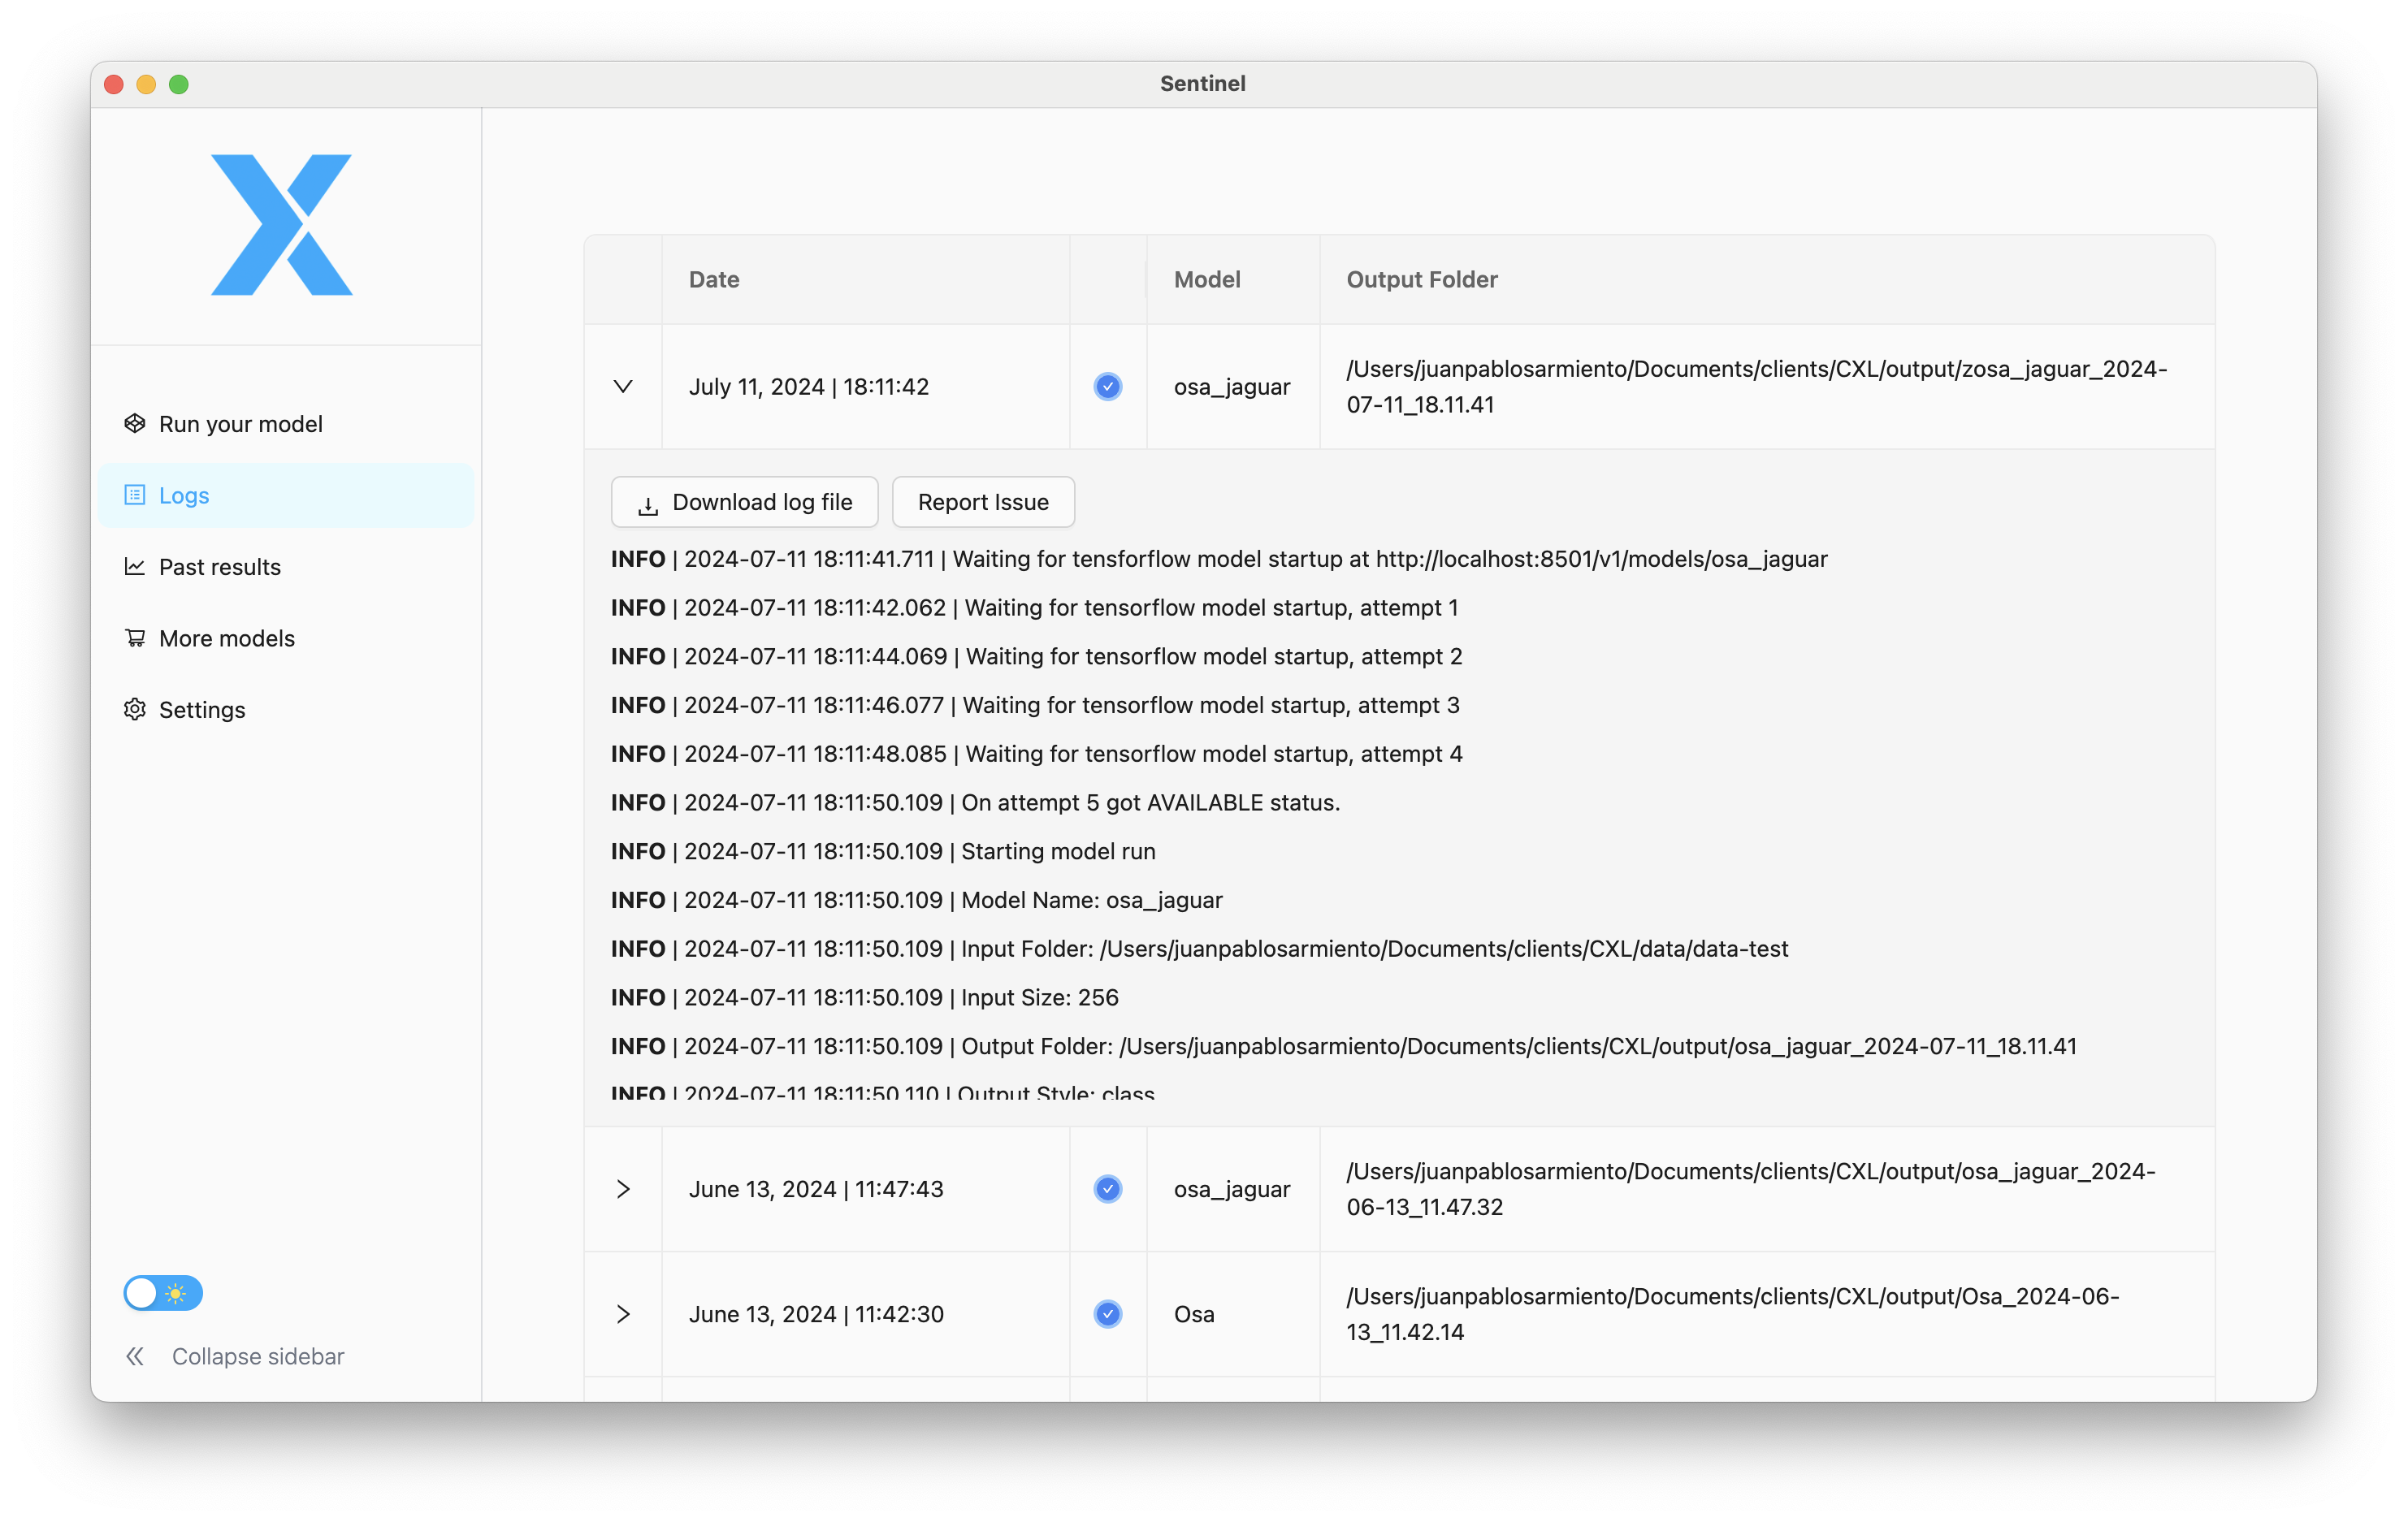 Sentinel
Run your model
Logs
Past results
More models
Settings
Collapse sidebar
Date Model Output Folder
July 11, 2024 | 18:11:42 osa_jaguar /Users/juanpablosarmiento/Documents/clients/CXL/output/zosa_jaguar_2024-
07-11_18.11.41
Download log file Report Issue
INFO | 2024-07-11 18:11:41.711 | Waiting for tensforflow model startup at http://localhost:8501/v1/models/osa_jaguar
INFO | 2024-07-11 18:11:42.062 | Waiting for tensorflow model startup, attempt 1
INFO | 2024-07-11 18:11:44.069 | Waiting for tensorflow model startup, attempt 2
INFO | 2024-07-11 18:11:46.077 | Waiting for tensorflow model startup, attempt 3
INFO | 2024-07-11 18:11:48.085 | Waiting for tensorflow model startup, attempt 4
INFO | 2024-07-11 18:11:50.109 | On attempt 5 got AVAILABLE status.
INFO | 2024-07-11 18:11:50.109 | Starting model run
INFO | 2024-07-11 18:11:50.109 | Model Name: osa_jaguar
INFO | 2024-07-11 18:11:50.109 | Input Folder: /Users/juanpablosarmiento/Documents/clients/CXL/data/data-test
INFO | 2024-07-11 18:11:50.109 | Input Size: 256
INFO | 2024-07-11 18:11:50.109 | Output Folder: /Users/juanpablosarmiento/Documents/clients/CXL/output/osa_jaguar_2024-07-11_18.11.41
INFO | 2024-07-11 18:11:50.110 | Output Style: class
June 13, 2024 | 11:47:43 osa_jaguar /Users/juanpablosarmiento/Documents/clients/CXL/output/osa_jaguar_2024-
06-13_11.47.32
June 13, 2024 | 11:42:30 Osa /Users/juanpablosarmiento/Documents/clients/CXL/output/Osa_2024-06-
13_11.42.14